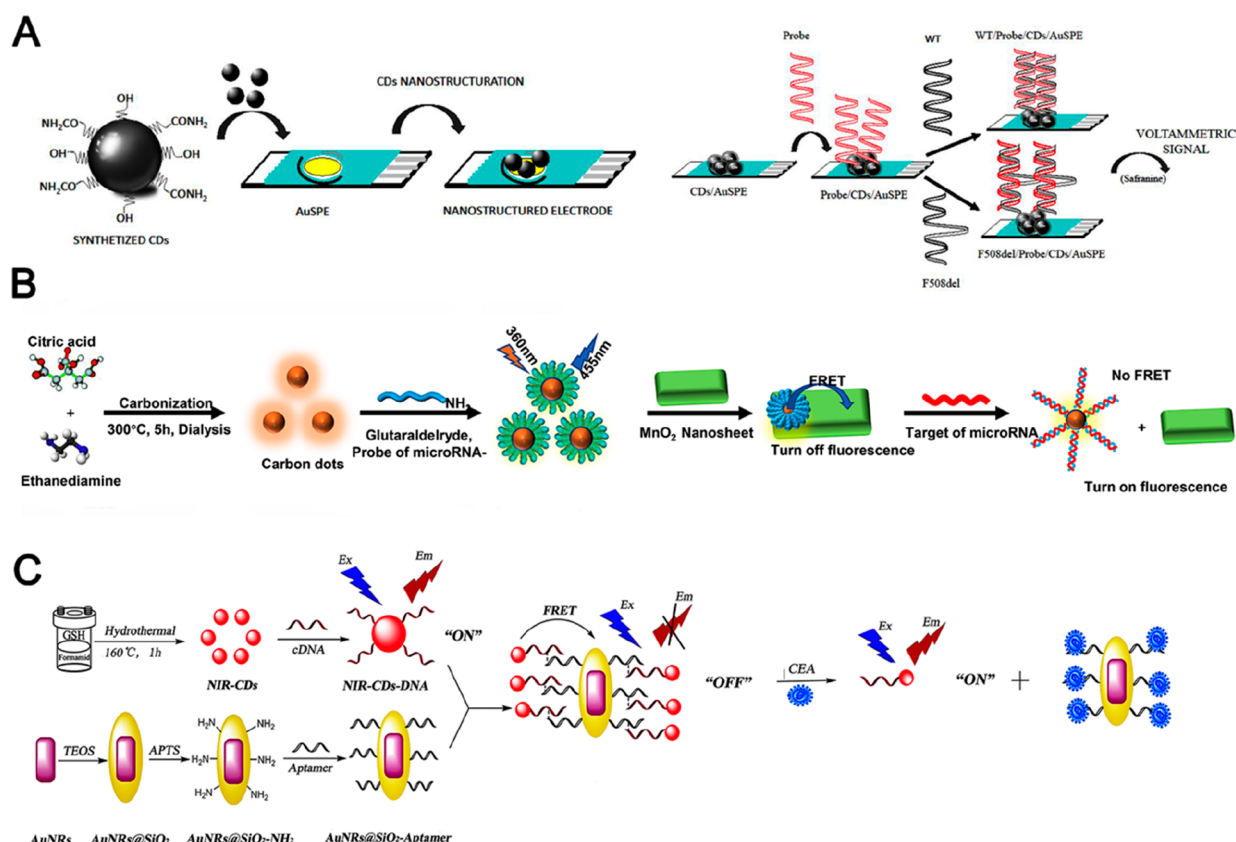 A
OH
NH₂CO
CONH₂
OH
OH
NH₂CO
CONH₂
OH
SYNTHETIZED CDs
CDs NANOSTRUCTURATION
AuSPE
NANOSTRUCTURED ELECTRODE
Probe
WT
WT/Probe/CDs/AuSPE
CDs/AuSPE
Probe/CDs/AuSPE
VOLTAMMETRIC
SIGNAL
(Safranine)
F508del
F508del/Probe/CDs/AuSPE
B
Citric acid
+
Ethanediamine
Carbonization
300°C, 5h, Dialysis
Carbon dots
NH₂
Glutaraldelryde,
Probe of microRNA-
360nm
455nm
MnO₂ Nanosheet
FRET
Turn off fluorescence
Target of microRNA
No FRET
+
Turn on fluorescence
C
GSH
Formamid
Hydrothermal
160℃, 1h
NIR-CDs
cDNA
Ex
Em
NIR-CDs-DNA
“ON”
TEOS
APTS
H₂N
NH₂
H₂N
NH₂
H₂N
NH₂
Aptamer
AuNRs
AuNRs@SiO₂
AuNRs@SiO₂-NH₂
AuNRs@SiO₂-Aptamer
FRET
Ex
Em
“OFF”
CEA
Ex
Em
“ON”
+